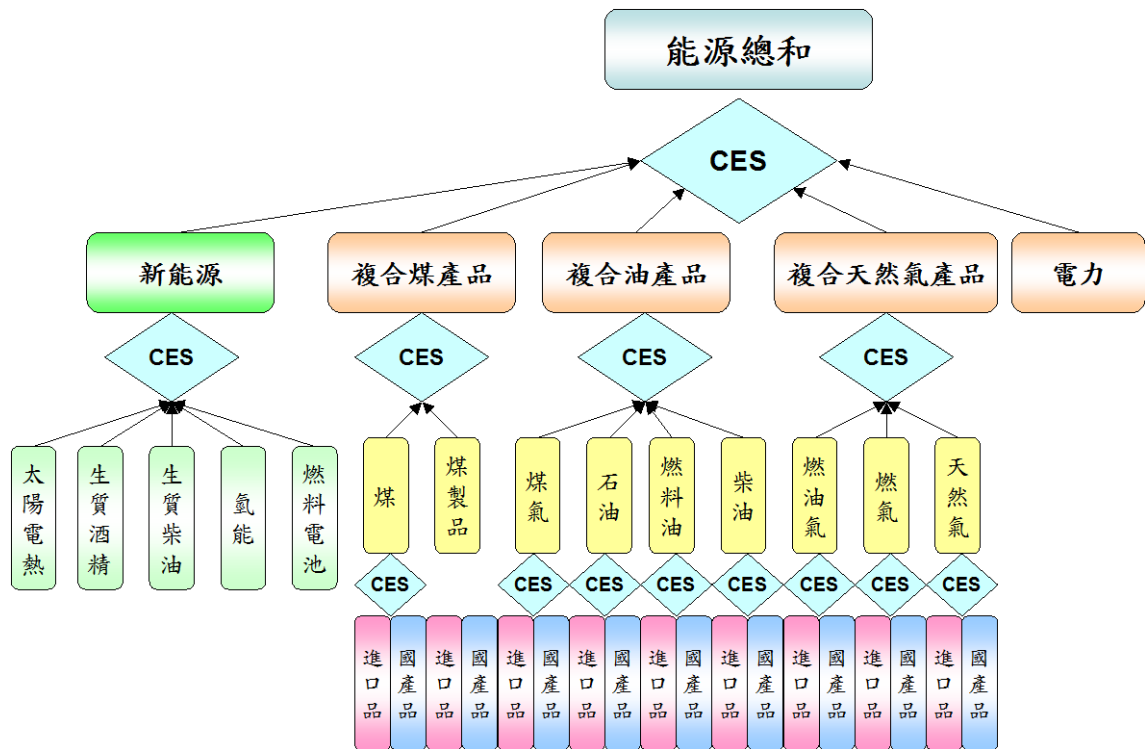 能源總和
CES
新能源
複合煤產品
複合油產品
複合天然氣產品
電力
CES
CES
CES
CES
太陽電熱
生質酒精
生質柴油
氫能
燃料電池
煤
煤製品
煤氣
石油
燃料油
柴油
燃油氣
燃氣
天然氣
CES
CES
CES
CES
CES
CES
CES
CES
進口品
國產品
進口品
國產品
進口品
國產品
進口品
國產品
進口品
國產品
進口品
國產品
進口品
國產品
進口品
國產品
進口品
國產品